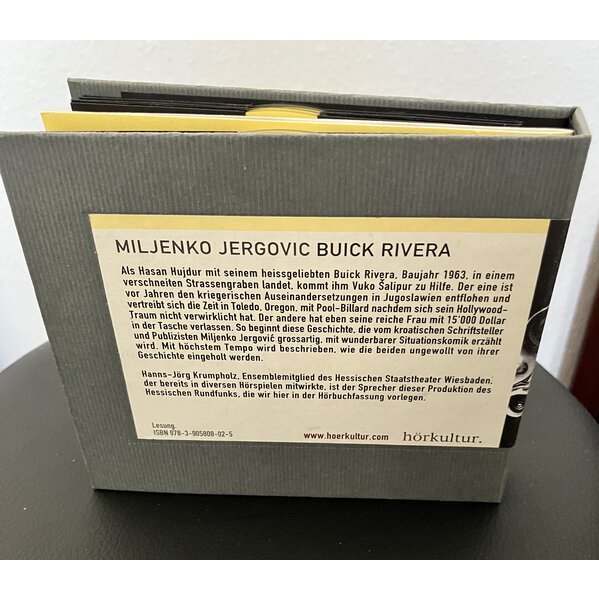 MILJENKO JERGOVIC BUICK RIVERA
Als Hasan Hujdur mit seinem heissgeliebten Buick Rivera, Baujahr 1963, in einem
verschneiten Strassengraben landet, kommt ihm Vuko Šalipur zu Hilfe. Der eine ist
vor Jahren den kriegerischen Auseinandersetzungen in Jugoslawien entflohen und
vertreibt sich die Zeit in Toledo, Oregon, mit Pool-Billard nachdem sich sein Hollywood-
Traum nicht verwirklicht hat. Der andere hat eben seine reiche Frau mit 15'000 Dollar
in der Tasche verlassen. So beginnt diese Geschichte, die vom kroatischen Schriftsteller
und Publizisten Miljenko Jergović grossartig, mit wunderbarer Situationskomik erzählt
wird. Mit höchstem Tempo wird beschrieben, wie die beiden ungewollt von ihrer
Geschichte eingeholt werden.
Hanns-Jörg Krumpholz, Ensemblemitglied des Hessischen Staatstheater Wiesbaden,
der bereits in diversen Hörspielen mitwirkte, ist der Sprecher dieser Produktion des
Hessischen Rundfunks, die wir hier in der Hörbuchfassung vorlegen.
Lesung.
ISBN 978-3-905808-02-5
www.hoerkultur.com hörkultur.